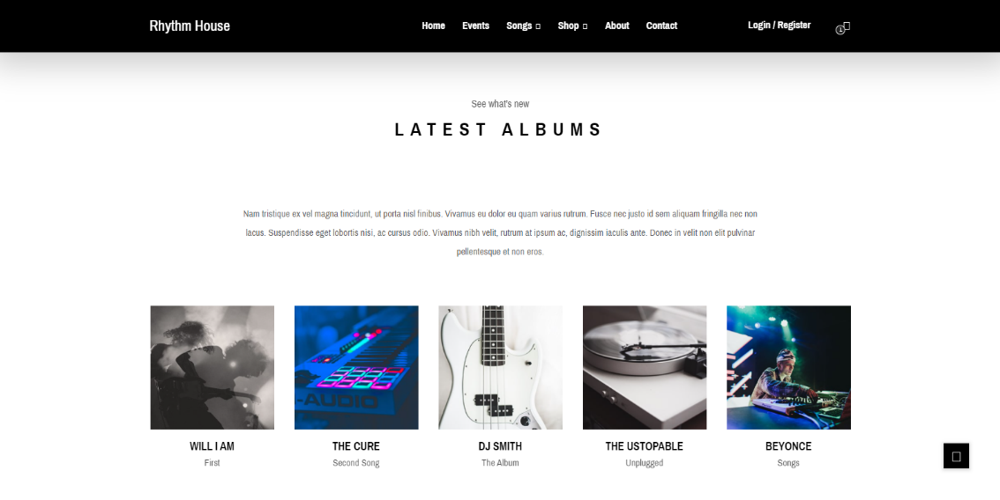 Rhythm House
Home Events Songs Shop About Contact
Login / Register
1
See what's new
LATEST ALBUMS
Nam tristique ex vel magna tincidunt, ut porta nisl finibus. Vivamus eu dolor eu quam varius rutrum. Fusce nec justo id sem aliquam fringilla nec non
lacus. Suspendisse eget lobortis nisi, ac cursus odio. Vivamus nibh velit, rutrum at ipsum ac, dignissim iaculis ante. Donec in velit non elit pulvinar
pellentesque et non eros.
-AUDIO
WILL I AM
First
THE CURE
Second Song
DJ SMITH
The Album
THE USTOPABLE
Unplugged
BEYONCE
Songs